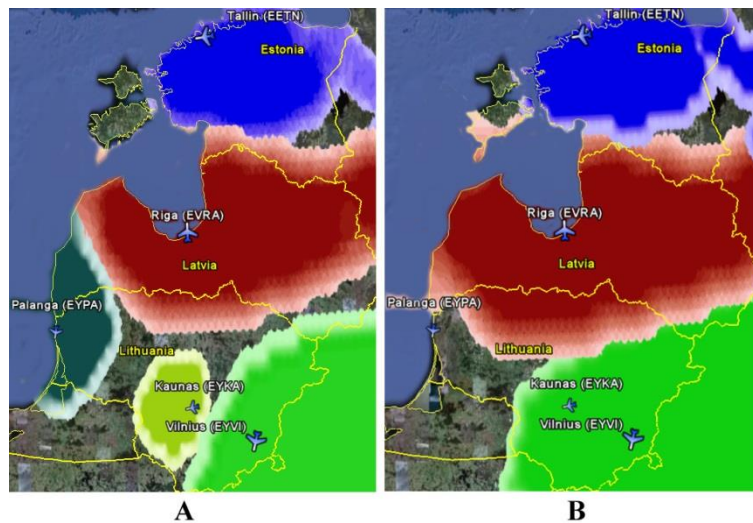 Tallin (EETN)
Estonia
Riga (EVRA)
Latvia
Palanga (EYPA)
Lithuania
Kaunas (EYKA)
Vilnius (EYVI)
A
Tallin (EETN)
Estonia
Riga (EVRA)
Latvia
Palanga (EYPA)
Lithuania
Kaunas (EYKA)
Vilnius (EYVI)
B